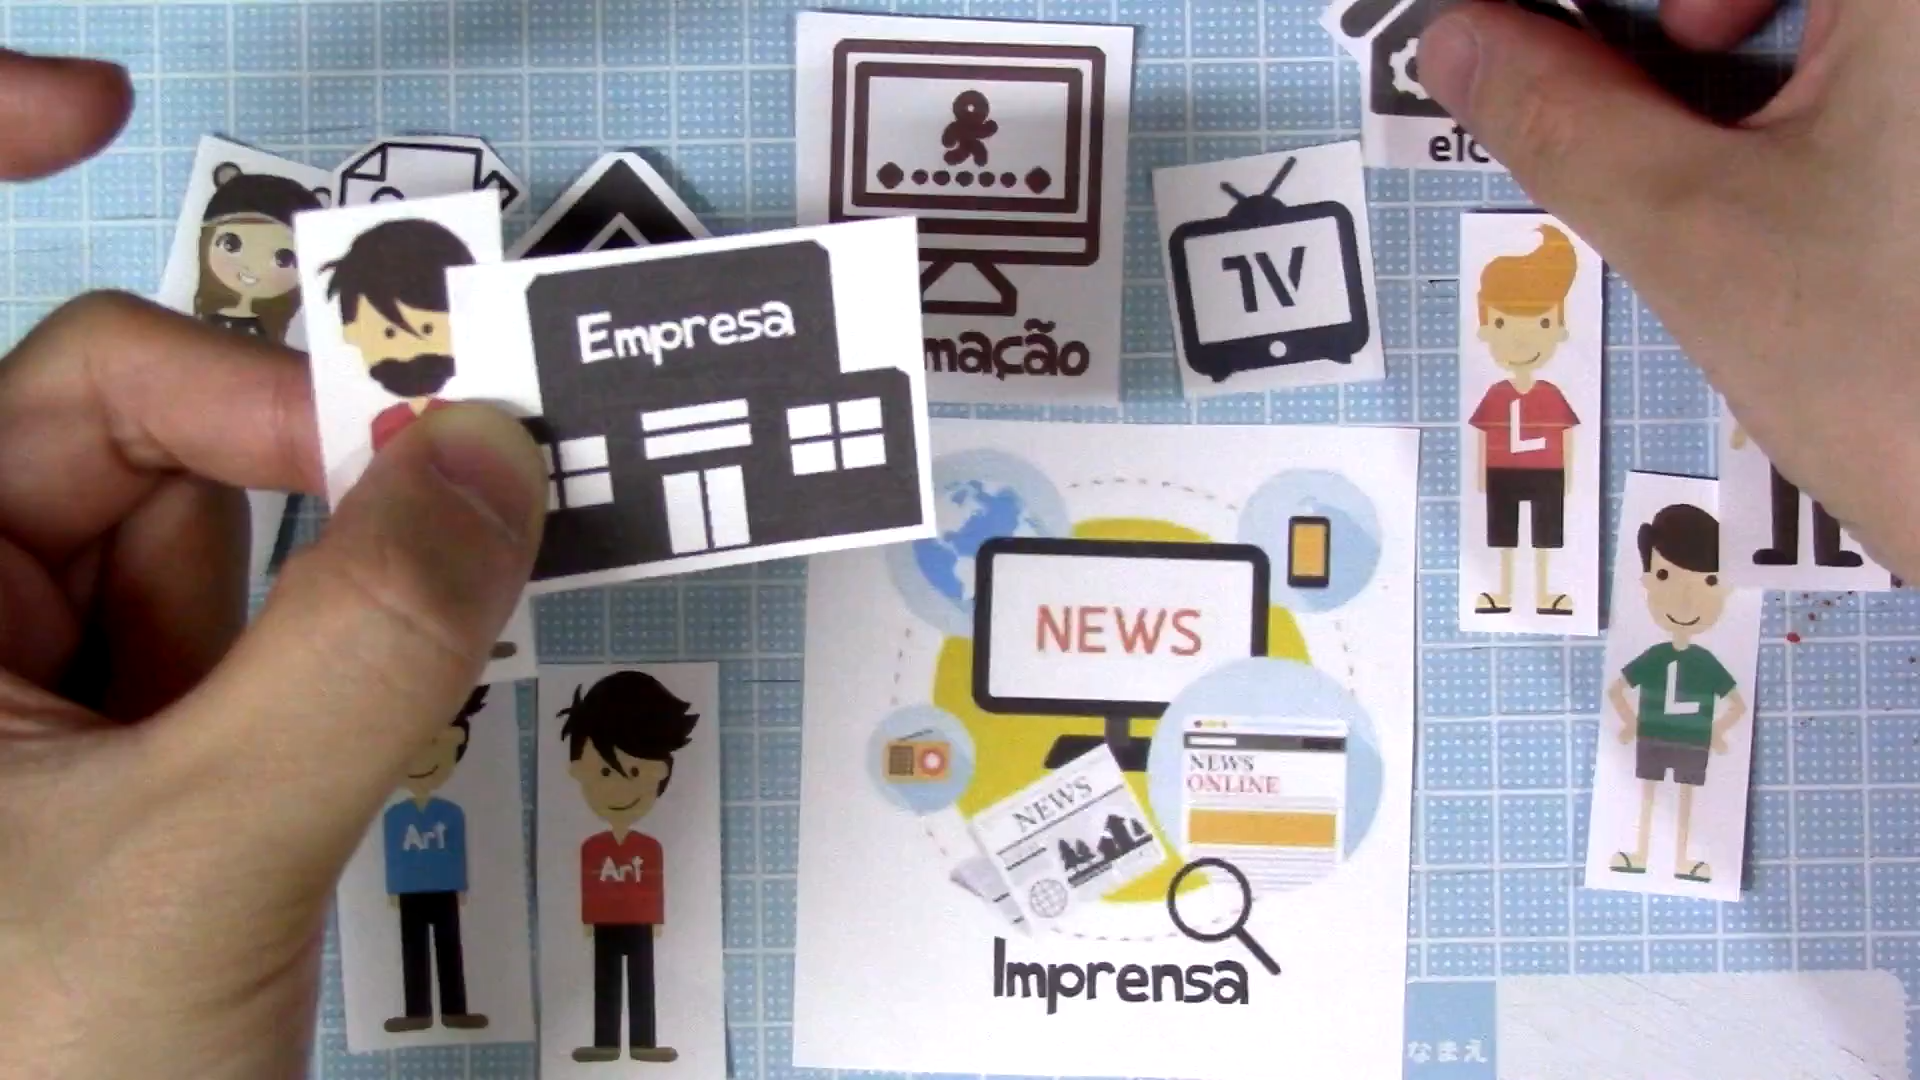 etc
TV
mação
Empresa
L
L
NEWS
NEWS
ONLINE
NEWS
Art
Art
Imprensa
なまえ